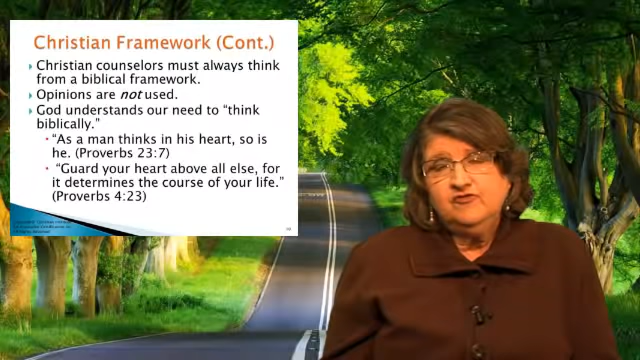 Christian Framework (Cont.)
Christian counselors must always think
from a biblical framework.
Opinions are not used.
God understands our need to “think
biblically.”
“As a man thinks in his heart, so is
he. (Proverbs 23:7)
“Guard your heart above all else, for
it determines the course of your life.”
(Proverbs 4:23)